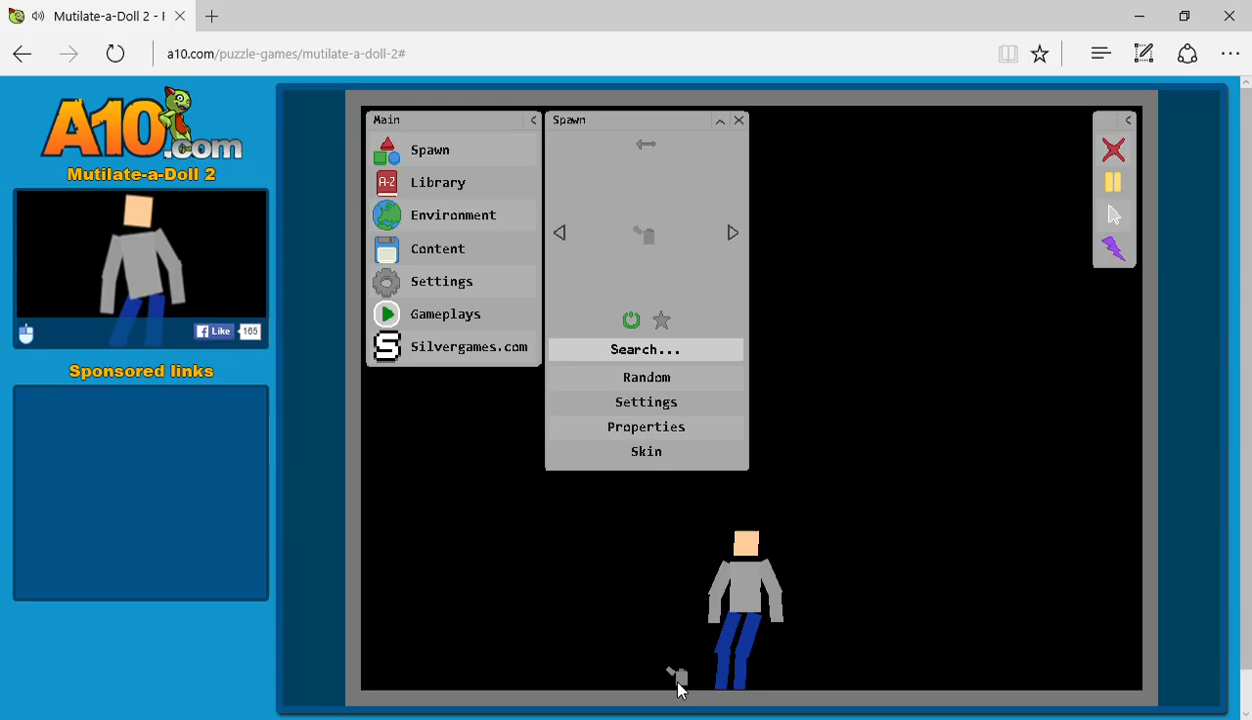 Mutilate-a-Doll 2 - F
a10.com/puzzle-games/mutilate-a-doll-2#
A10.com
Mutilate-a-Doll 2
Like 165
Sponsored links
Main
Spawn
A-Z Library
Environment
Content
Settings
Gameplays
S Silvergames.com
Spawn
Search...
Random
Settings
Properties
Skin